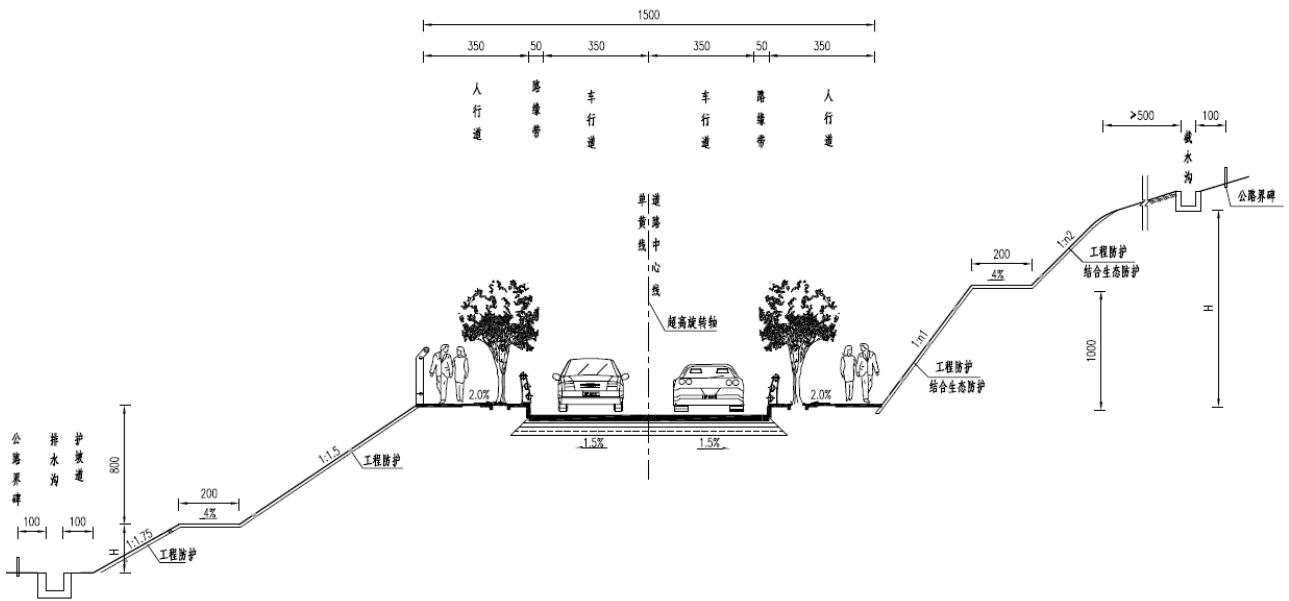 1500
350
50
350
350
50
350
人行道
路缘带
车行道
车行道
路缘带
人行道
>500
100
截水沟
公路界碑
单黄线
道路中心线
1:n2
工程防护
结合生态防护
200
4%
H
超高旋转轴
1:n1
1000
工程防护
结合生态防护
2.0%
2.0%
1.5%
1.5%
公路界碑
排水沟
护坡道
800
1:1.5
工程防护
200
4%
100
100
H
1:1.75
工程防护